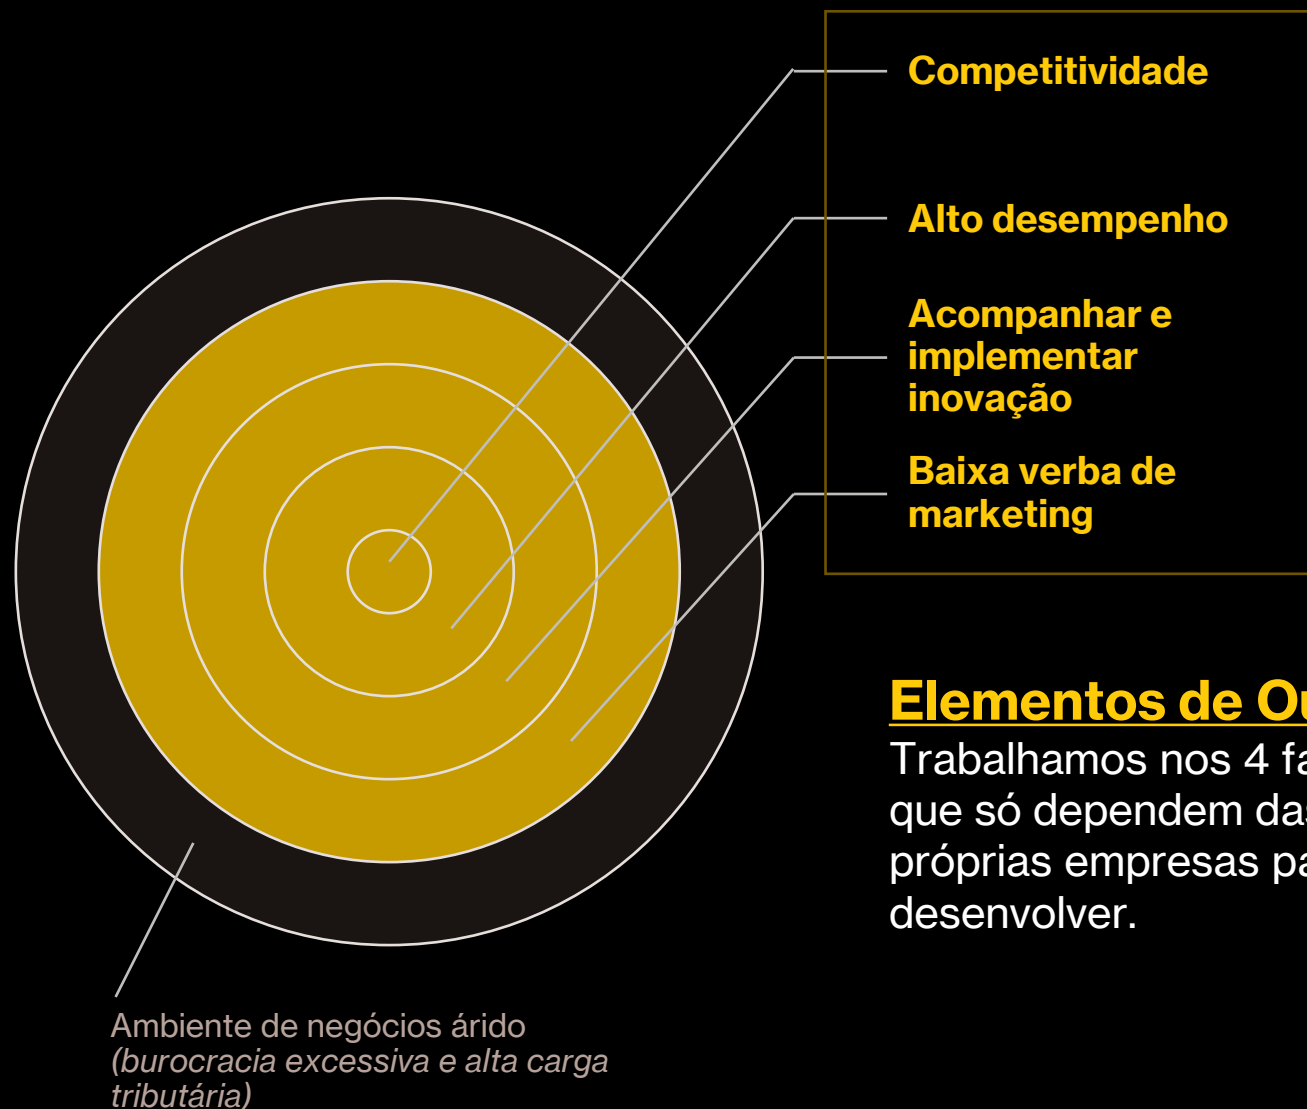 Competitividade
Alto desempenho
Acompanhar e
implementar
inovação
Baixa verba de
marketing
Elementos de
Trabalhamos nos 4
que só dependem
próprias empresas
desenvolver.
Ambiente de negócios árido
(burocracia excessiva e alta carga
tributária)